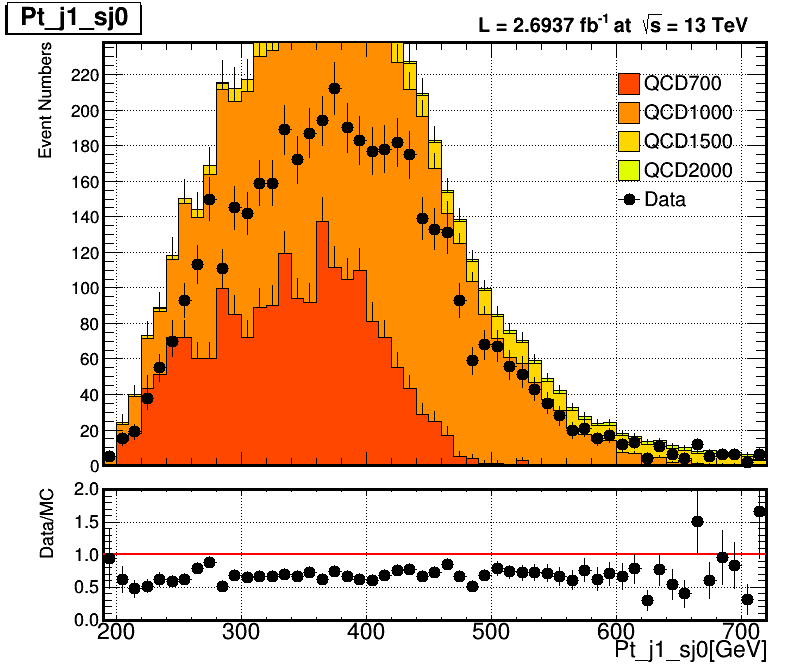 Pt_j1_sj0
L = 2.6937 fb⁻¹ at √s = 13 TeV
Event Numbers
220
200
180
160
140
120
100
80
60
40
20
0
QCD700
QCD1000
QCD1500
QCD2000
Data
Data/MC
2.0
1.5
1.0
0.5
0.0
200 300 400 500 600 700
Pt_j1_sj0[GeV]